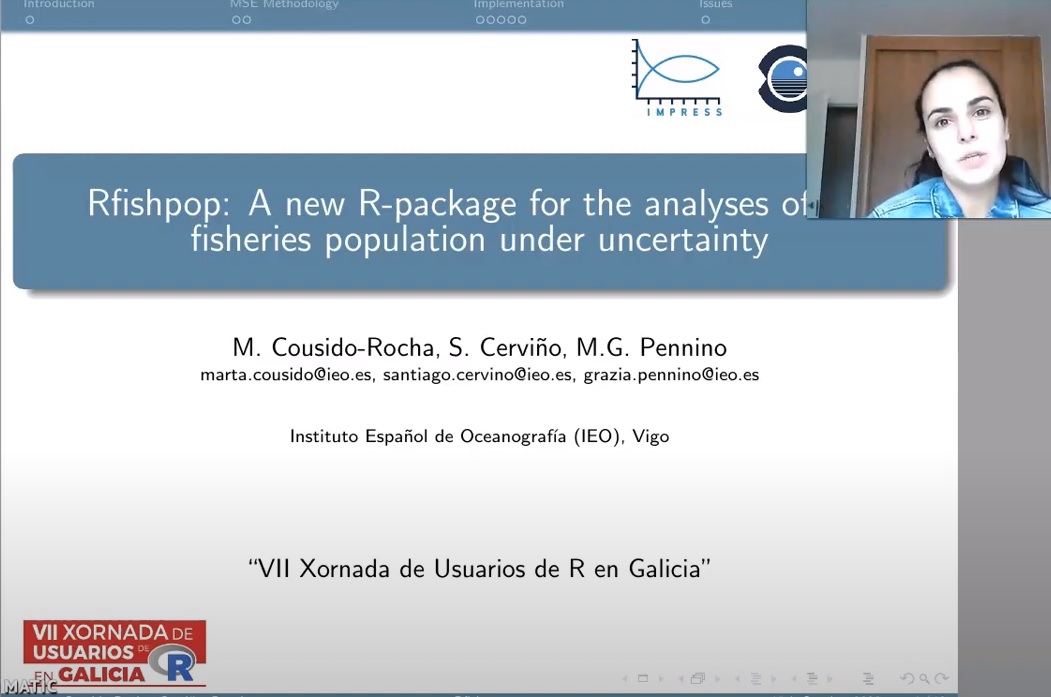 Introduction MSE Methodology Implementation Issues
IMPRESS
Rfishpop: A new R-package for the analyses of
fisheries population under uncertainty
M. Cousido-Rocha, S. Cerviño, M.G. Pennino
marta.cousido@ieo.es, santiago.cervino@ieo.es, grazia.pennino@ieo.es
Instituto Español de Oceanografía (IEO), Vigo
“VII Xornada de Usuarios de R en Galicia”
VII XORNADA DE
USUARIOS DE R
EN GALICIA
MATIC